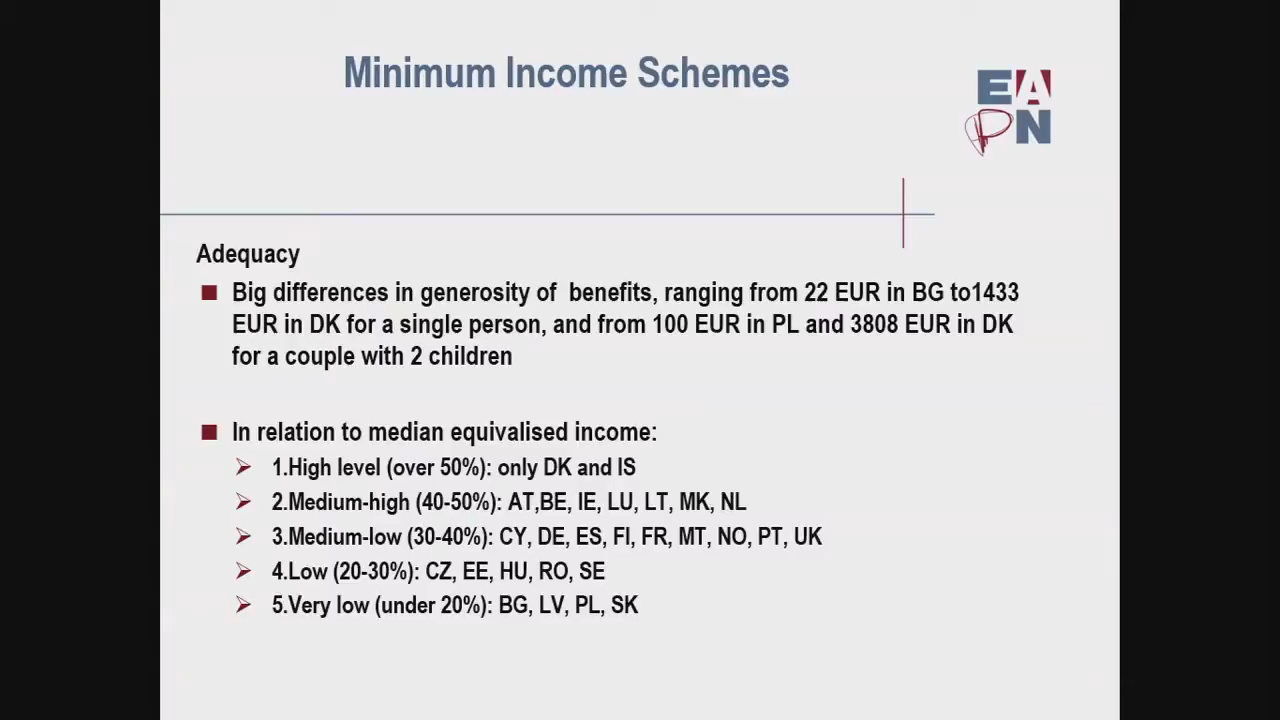 Minimum Income Schemes
EA
PN
Adequacy
Big differences in generosity of benefits, ranging from 22 EUR in BG to1433
EUR in DK for a single person, and from 100 EUR in PL and 3808 EUR in DK
for a couple with 2 children
In relation to median equivalised income:
1.High level (over 50%): only DK and IS
2.Medium-high (40-50%): AT,BE, IE, LU, LT, MK, NL
3.Medium-low (30-40%): CY, DE, ES, FI, FR, MT, NO, PT, UK
4.Low (20-30%): CZ, EE, HU, RO, SE
5.Very low (under 20%): BG, LV, PL, SK